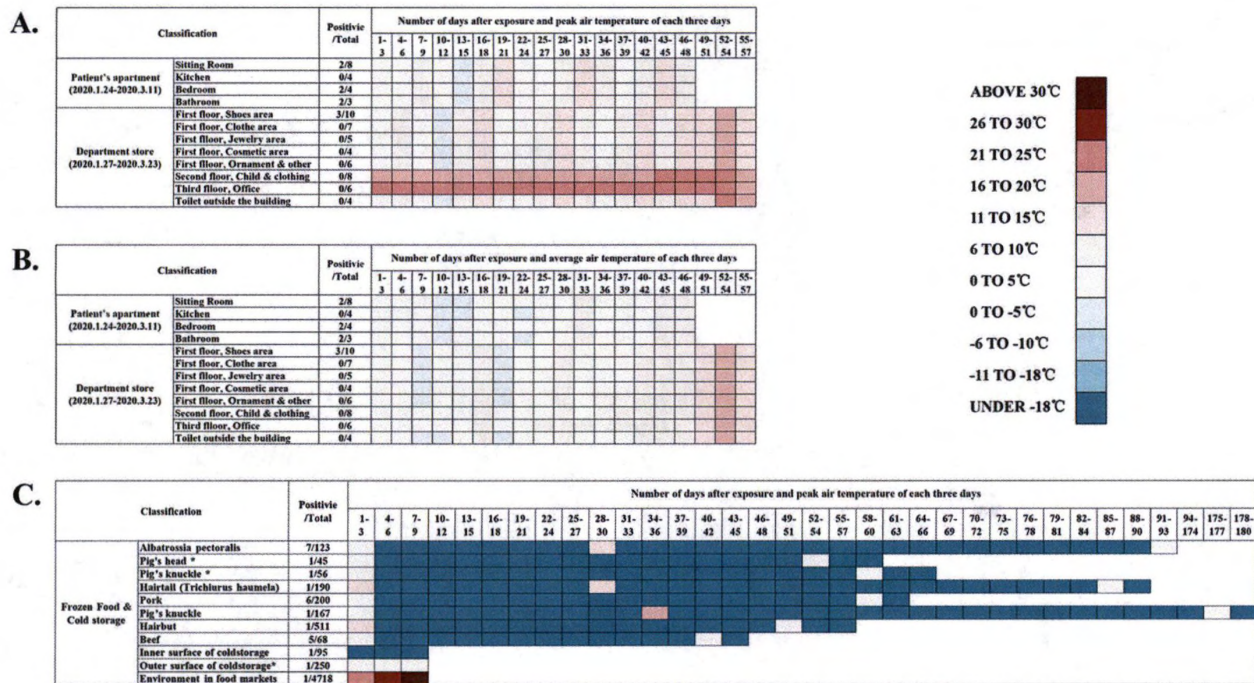 A.
Classification Positivie /Total Number of days after exposure and peak air temperature of each three days
1-3 4-6 7-9 10-12 13-15 16-18 19-21 22-24 25-27 28-30 31-33 34-36 37-39 40-42 43-45 46-48 49-51 52-54 55-57
Patient's apartment (2020.1.24-2020.3.11)
Sitting Room 2/8
Kitchen 0/4
Bedroom 2/4
Bathroom 2/3
Department store (2020.1.27-2020.3.23)
First floor, Shoes area 3/10
First floor, Clothe area 0/7
First flloor, Jewelry area 0/5
First flloor, Cosmetic area 0/4
First flloor, Ornament & other 0/6
Second floor, Child & clothing 0/8
Third flloor, Office 0/6
Toilet outside the building 0/4
ABOVE 30℃
26 TO 30℃
21 TO 25℃
16 TO 20℃
11 TO 15℃
6 TO 10℃
0 TO 5℃
0 TO -5℃
-6 TO -10℃
-11 TO -18℃
UNDER -18℃
B.
Classification Positivie /Total Number of days after exposure and average air temperature of each three days
1-3 4-6 7-9 10-12 13-15 16-18 19-21 22-24 25-27 28-30 31-33 34-36 37-39 40-42 43-45 46-48 49-51 52-54 55-57
Patient's apartment (2020.1.24-2020.3.11)
Sitting Room 2/8
Kitchen 0/4
Bedroom 2/4
Bathroom 2/3
Department store (2020.1.27-2020.3.23)
First floor, Shoes area 3/10
First floor, Clothe area 0/7
First flloor, Jewelry area 0/5
First flloor, Cosmetic area 0/4
First flloor, Ornament & other 0/6
Second floor, Child & clothing 0/8
Third flloor, Office 0/6
Toilet outside the building 0/4
C.
Classification Positivie /Total Number of days after exposure and peak air temperature of each three days
1-3 4-6 7-9 10-12 13-15 16-18 19-21 22-24 25-27 28-30 31-33 34-36 37-39 40-42 43-45 46-48 49-51 52-54 55-57 58-60 61-63 64-66 67-69 70-72 73-75 76-78 79-81 82-84 85-87 88-90 91-93 94-174 175-177 178-180
Frozen Food & Cold storage
Albatrossia pectoralis 7/123
Pig's head * 1/45
Pig's knuckle * 1/56
Hairtail (Trichiurus haumela) 1/190
Pork 6/200
Pig's knuckle 1/167
Hairbut 1/511
Beef 5/68
Inner surface of coldstorage 1/95
Outer surface of coldstorage* 1/250
Environment in food markets 1/4718